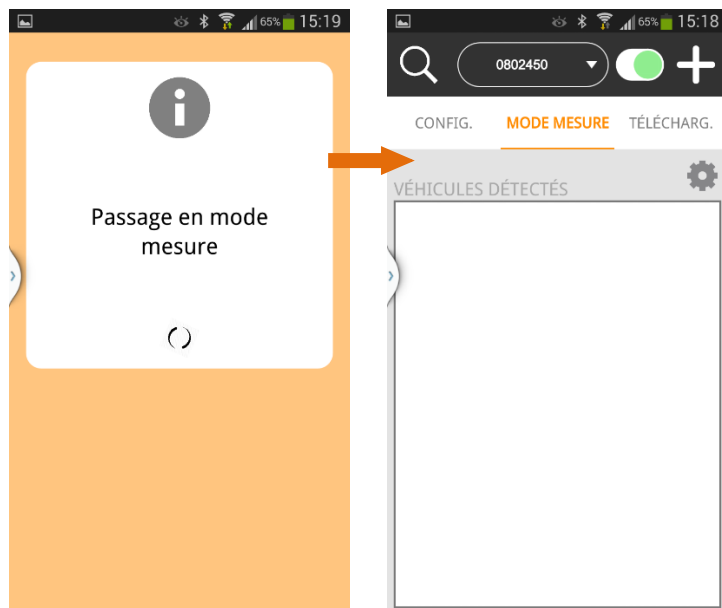 65% 15:19
i
Passage en mode
mesure
65% 15:18
0802450
CONFIG. MODE MESURE TÉLÉCHARG.
VÉHICULES DÉTECTÉS